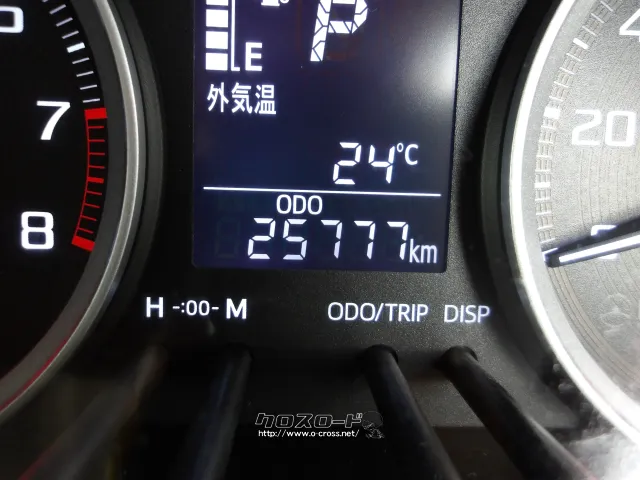 P
E
外気温
24°C
ODO
25777km
7
8
20
H -:00- M
ODO/TRIP DISP
クロスロード
http://www.o-cross.net/